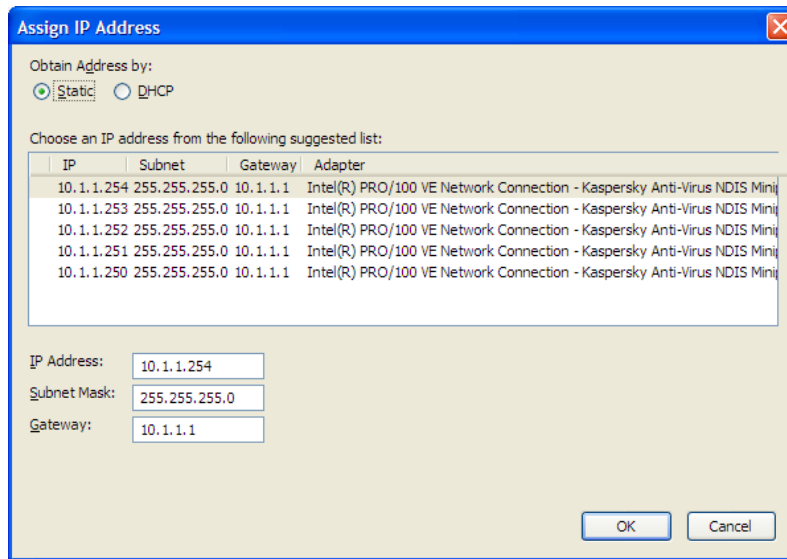 Assign IP Address
Obtain Address by:
Static DHCP
Choose an IP address from the following suggested list:
IP Subnet Gateway Adapter
10.1.1.254 255.255.255.0 10.1.1.1 Intel(R) PRO/100 VE Network Connection - Kaspersky Anti-Virus NDIS Minip
10.1.1.253 255.255.255.0 10.1.1.1 Intel(R) PRO/100 VE Network Connection - Kaspersky Anti-Virus NDIS Minip
10.1.1.252 255.255.255.0 10.1.1.1 Intel(R) PRO/100 VE Network Connection - Kaspersky Anti-Virus NDIS Minip
10.1.1.251 255.255.255.0 10.1.1.1 Intel(R) PRO/100 VE Network Connection - Kaspersky Anti-Virus NDIS Minip
10.1.1.250 255.255.255.0 10.1.1.1 Intel(R) PRO/100 VE Network Connection - Kaspersky Anti-Virus NDIS Minip
IP Address: 10.1.1.254
Subnet Mask: 255.255.255.0
Gateway: 10.1.1.1
OK Cancel